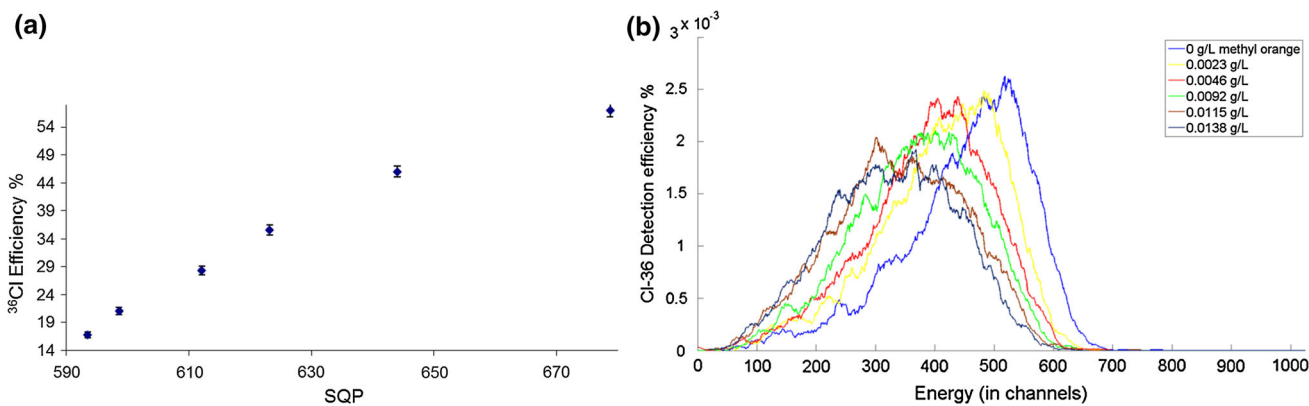 (a)
54
49
44
39
34
29
24
19
14
³⁶Cl Efficiency %
590
610
630
650
670
SQP
(b)
3 × 10⁻³
2.5
2
1.5
1
0.5
0
Cl-36 Detection efficiency %
0
100
200
300
400
500
600
700
800
900
1000
Energy (in channels)
0 g/L methyl orange
0.0023 g/L
0.0046 g/L
0.0092 g/L
0.0115 g/L
0.0138 g/L